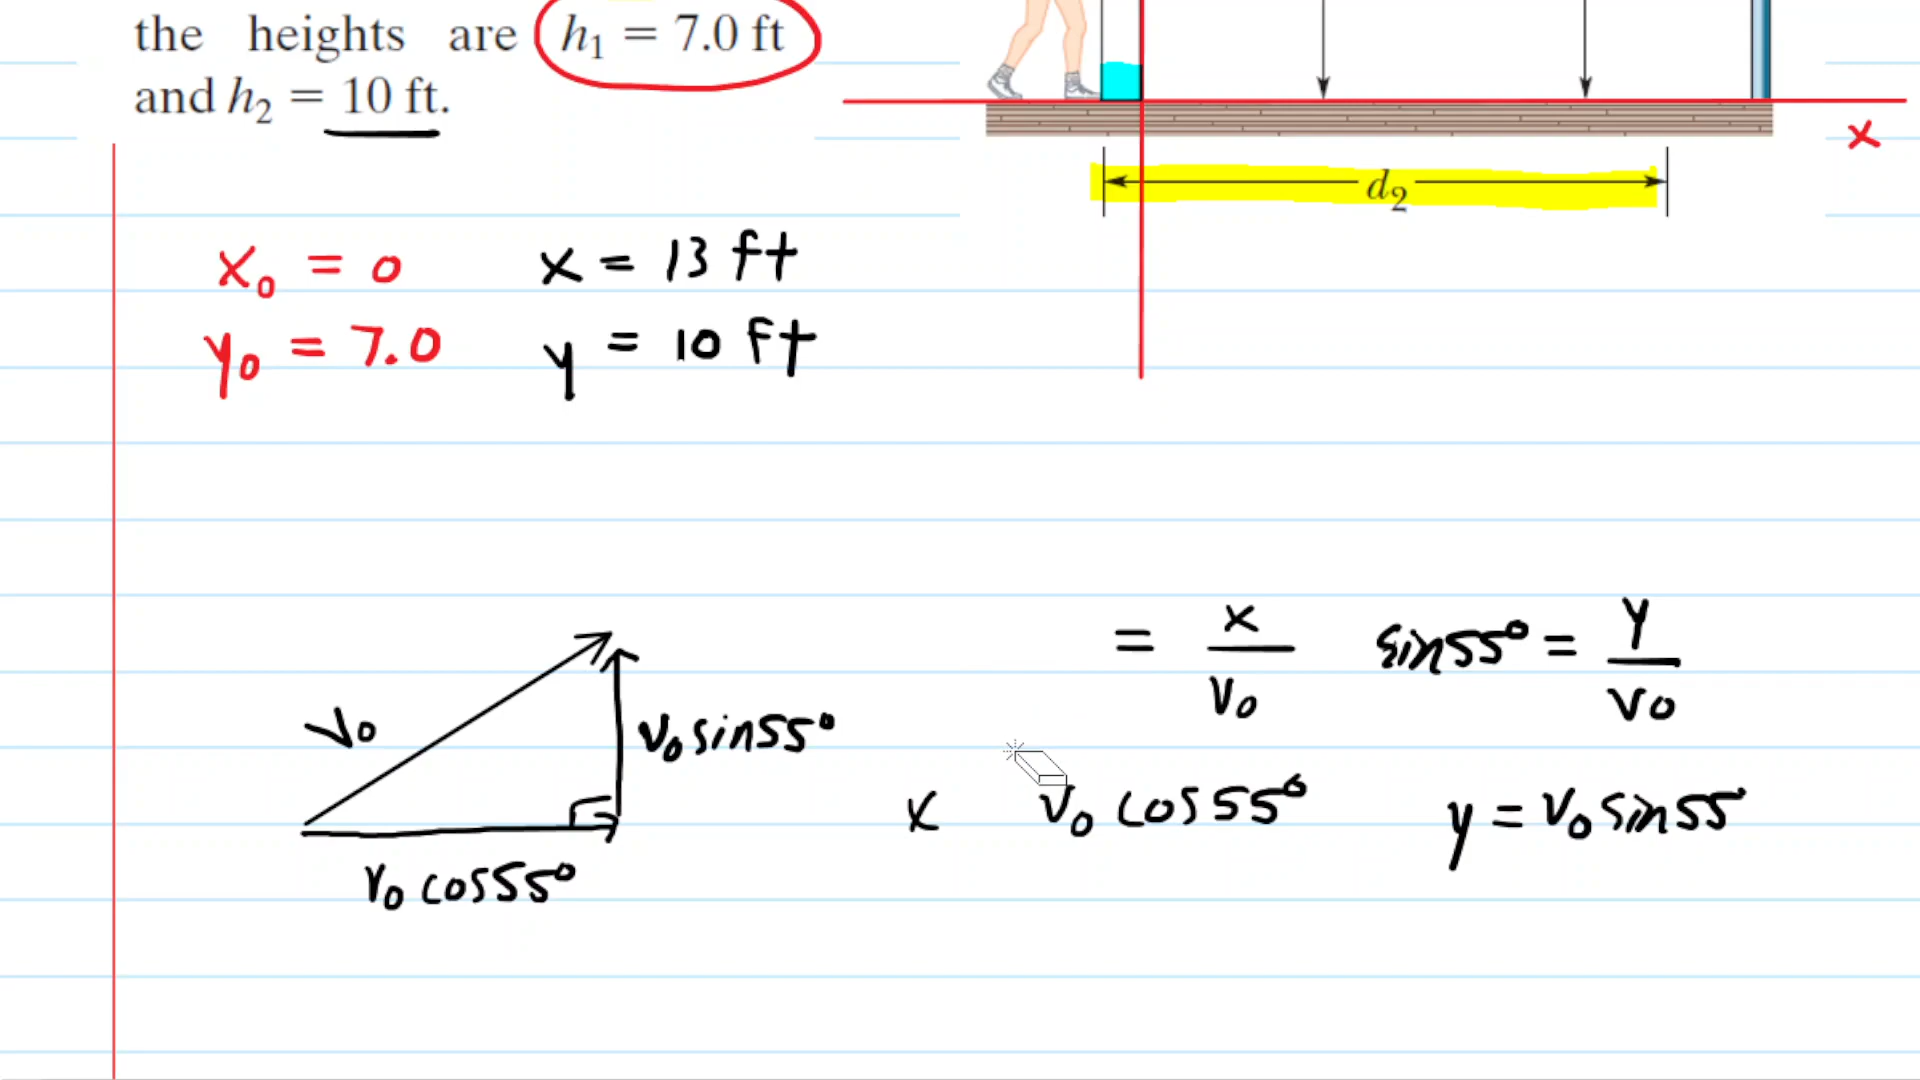 the heights are h₁ = 7.0 ft
and h₂ = 10 ft.
x
d₂
x₀ = 0 x = 13 ft
y₀ = 7.0 y = 10 ft
= x/v₀ sin55° = y/v₀
v₀
v₀ sin55°
x v₀ cos55° y = v₀ sin55°
v₀ cos55°